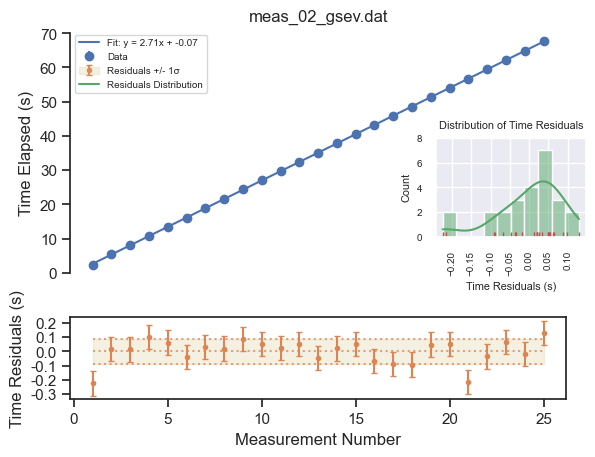 meas_02_gsev.dat
Time Elapsed (s)
70
60
50
40
30
20
10
0
Fit: y = 2.71x + -0.07
Data
Residuals +/- 1σ
Residuals Distribution
Distribution of Time Residuals
Count
8
6
4
2
0
−0.20
−0.15
−0.10
−0.05
0.00
0.05
0.10
Time Residuals (s)
Time Residuals (s)
0.2
0.1
0.0
-0.1
-0.2
-0.3
0
5
10
15
20
25
Measurement Number